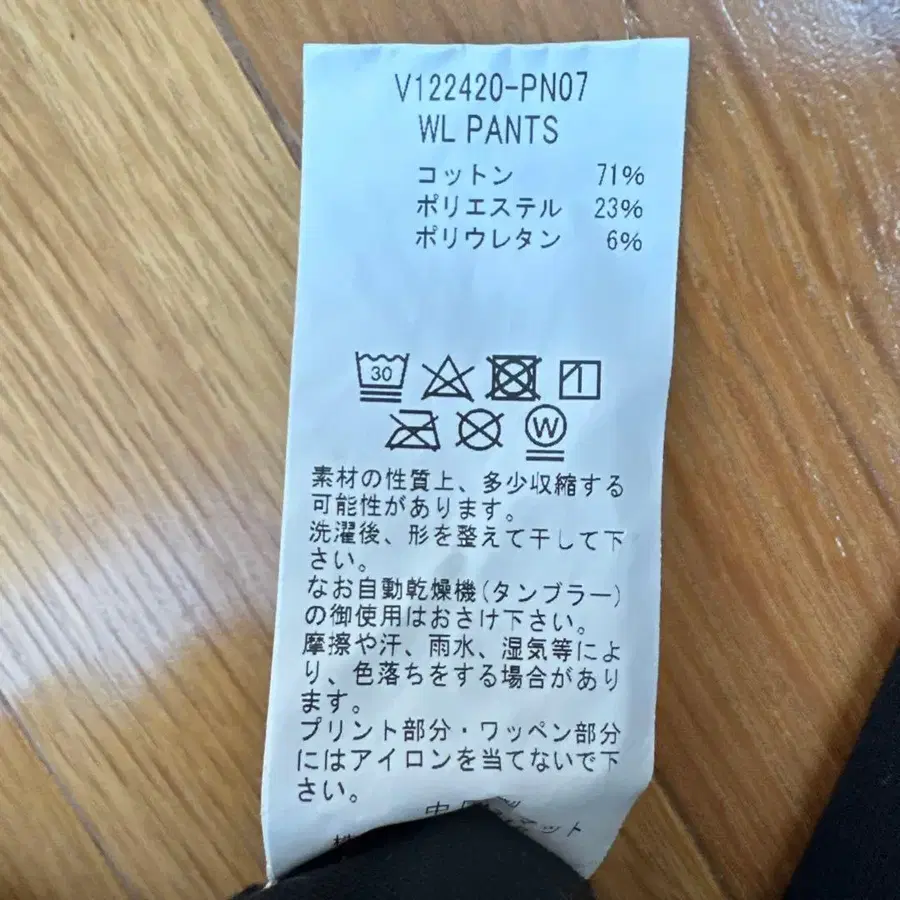 V122420-PN07
WL PANTS
コットン 71%
ポリエステル 23%
ポリウレタン 6%
30
W
素材の性質上、多少収縮する
可能性があります。
洗濯後、形を整えて干して下
さい。
なお自動乾燥機(タンブラー)
の御使用はおさけ下さい。
摩擦や汗、雨水、湿気等によ
り、色落ちをする場合があり
ます。
プリント部分・ワッペン部分
にはアイロンを当てないで下
さい。